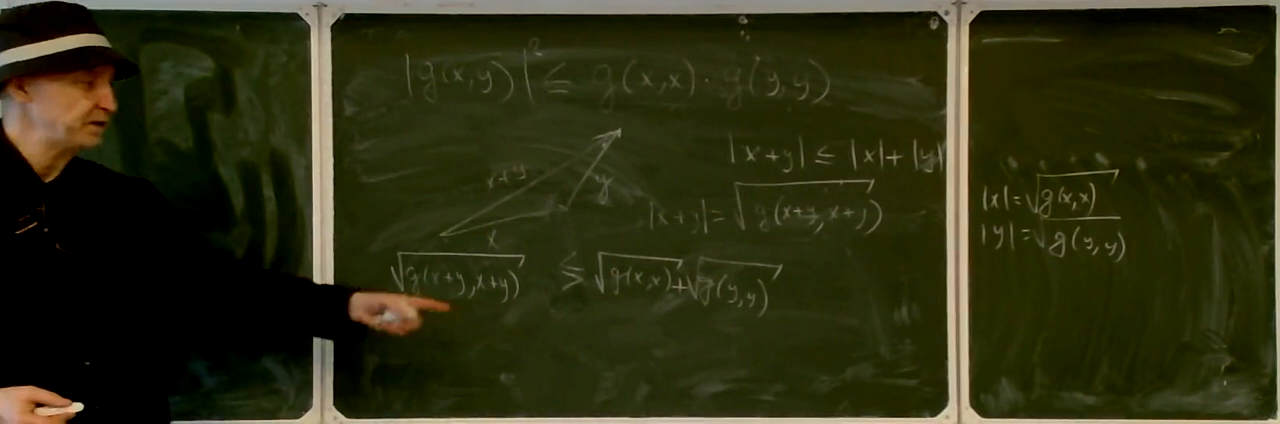 |g(x,y)|² ≤ g(x,x) · g(y,y)
x+y
y
x
|x+y| ≤ |x|+|y|
|x+y| = √g(x+y,x+y)
√g(x+y,x+y) ≤ √g(x,x) + √g(y,y)
|x| = √g(x,x)
|y| = √g(y,y)